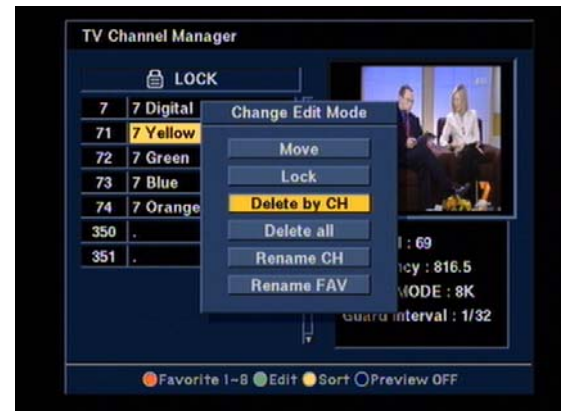 TV Channel Manager
LOCK
7 7 Digital
71 7 Yellow
72 7 Green
73 7 Blue
74 7 Orange
350 .
351 .
Change Edit Mode
Move
Lock
Delete by CH
Delete all
Rename CH
Rename FAV
: 69
: 816.5
: 8K
Guard Interval : 1/32
Favorite 1~8 Edit Sort Preview OFF